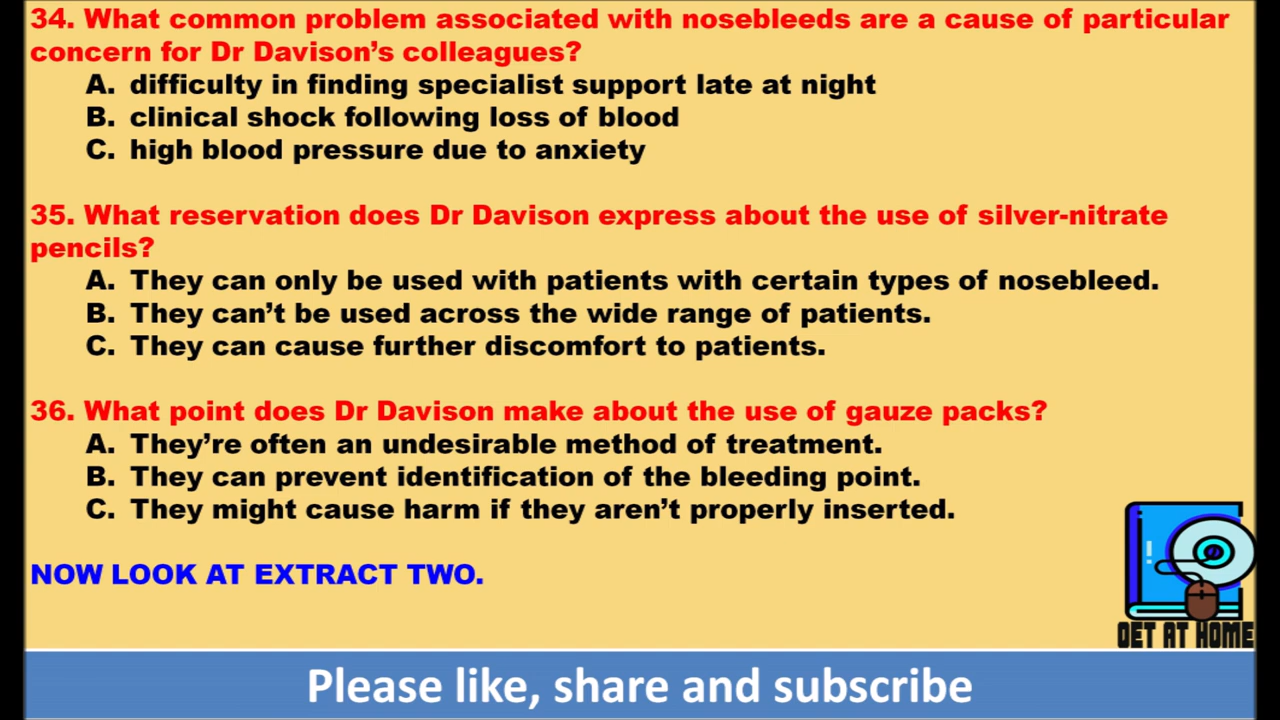 34. What common problem associated with nosebleeds are a cause of particular
concern for Dr Davison’s colleagues?
A. difficulty in finding specialist support late at night
B. clinical shock following loss of blood
C. high blood pressure due to anxiety
35. What reservation does Dr Davison express about the use of silver-nitrate
pencils?
A. They can only be used with patients with certain types of nosebleed.
B. They can’t be used across the wide range of patients.
C. They can cause further discomfort to patients.
36. What point does Dr Davison make about the use of gauze packs?
A. They’re often an undesirable method of treatment.
B. They can prevent identification of the bleeding point.
C. They might cause harm if they aren’t properly inserted.
NOW LOOK AT EXTRACT TWO.
OET AT HOME
Please like, share and subscribe